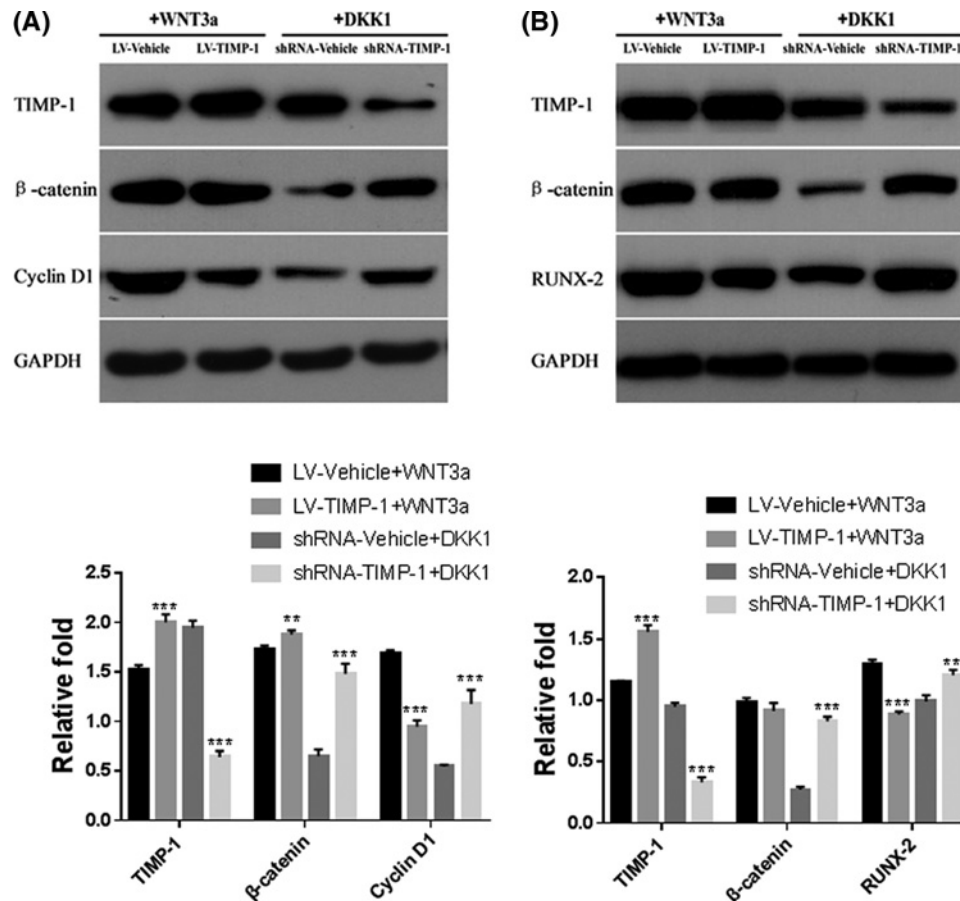 (A)
+WNT3a +DKK1
LV-Vehicle LV-TIMP-1 shRNA-Vehicle shRNA-TIMP-1
TIMP-1
β-catenin
Cyclin D1
GAPDH
LV-Vehicle+WNT3a
LV-TIMP-1+WNT3a
shRNA-Vehicle+DKK1
shRNA-TIMP-1+DKK1
Relative fold
2.5
2.0
1.5
1.0
0.5
0.0
*** ***
** ***
*** ***
TIMP-1
β-catenin
Cyclin D1
(B)
+WNT3a +DKK1
LV-Vehicle LV-TIMP-1 shRNA-Vehicle shRNA-TIMP-1
TIMP-1
β-catenin
RUNX-2
GAPDH
LV-Vehicle+WNT3a
LV-TIMP-1+WNT3a
shRNA-Vehicle+DKK1
shRNA-TIMP-1+DKK1
Relative fold
2.0
1.5
1.0
0.5
0.0
*** ***
***
*** **
TIMP-1
β-catenin
RUNX-2